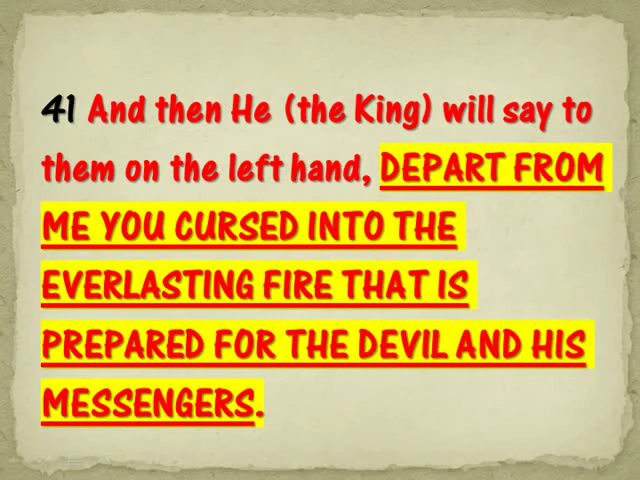 41 And then He (the King) will say to
them on the left hand, DEPART FROM
ME YOU CURSED INTO THE
EVERLASTING FIRE THAT IS
PREPARED FOR THE DEVIL AND HIS
MESSENGERS.